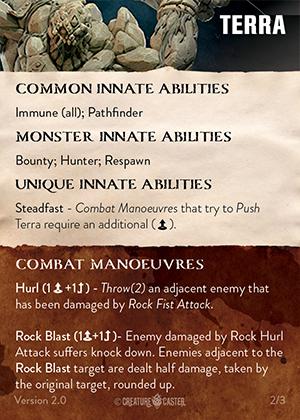 TERRA
COMMON INNATE ABILITIES
Immune (all); Pathfinder
MONSTER INNATE ABILITIES
Bounty; Hunter; Respawn
UNIQUE INNATE ABILITIES
Steadfast - Combat Manoeuvres that try to Push
Terra require an additional ( ).
COMBAT MANOEUVRES
Hurl (1 +1 ) - Throw(2) an adjacent enemy that
has been damaged by Rock Fist Attack.
Rock Blast (1 +1 )- Enemy damaged by Rock Hurl
Attack suffers knock down. Enemies adjacent to the
Rock Blast target are dealt half damage, taken by
the original target, rounded up.
Version 2.0 © CREATURE CASTER 2/3